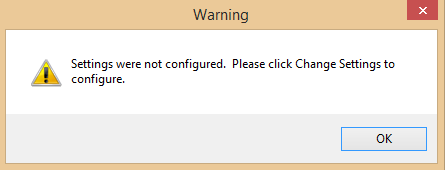 Warning
Settings were not configured.  Please click Change Settings to
configure.
OK